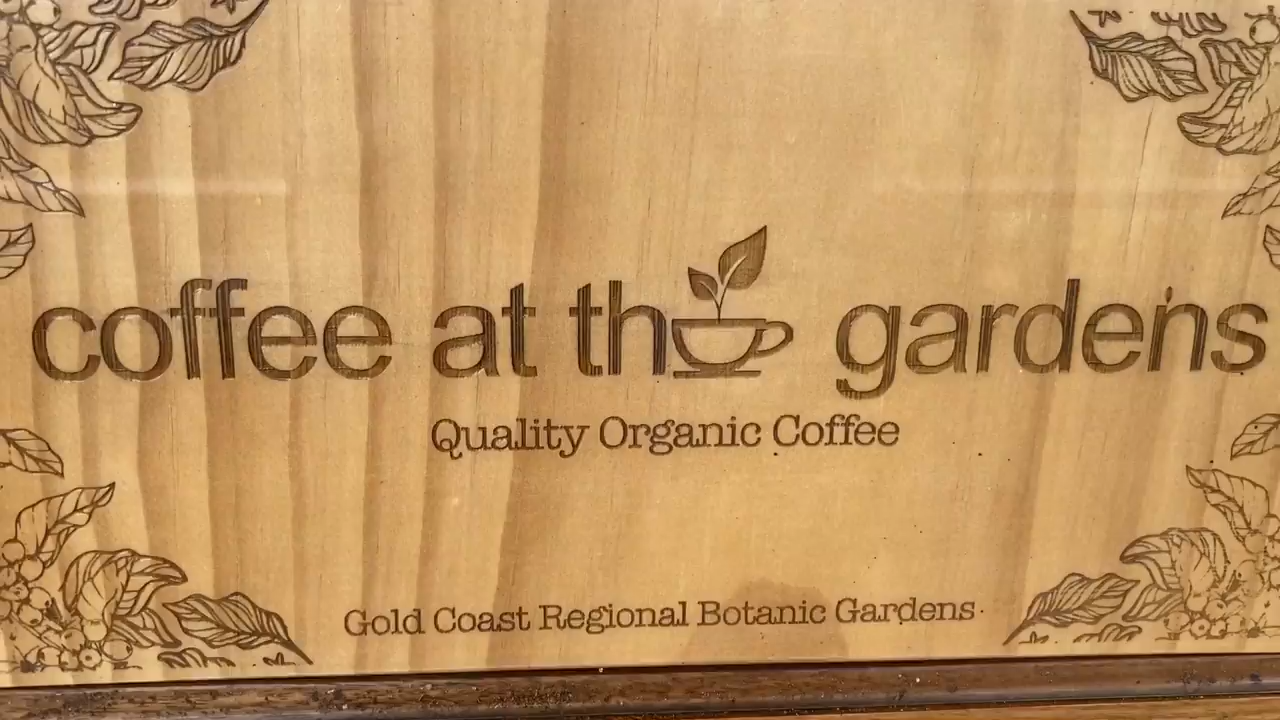 coffee at the gardens
Quality Organic Coffee
Gold Coast Regional Botanic Gardens